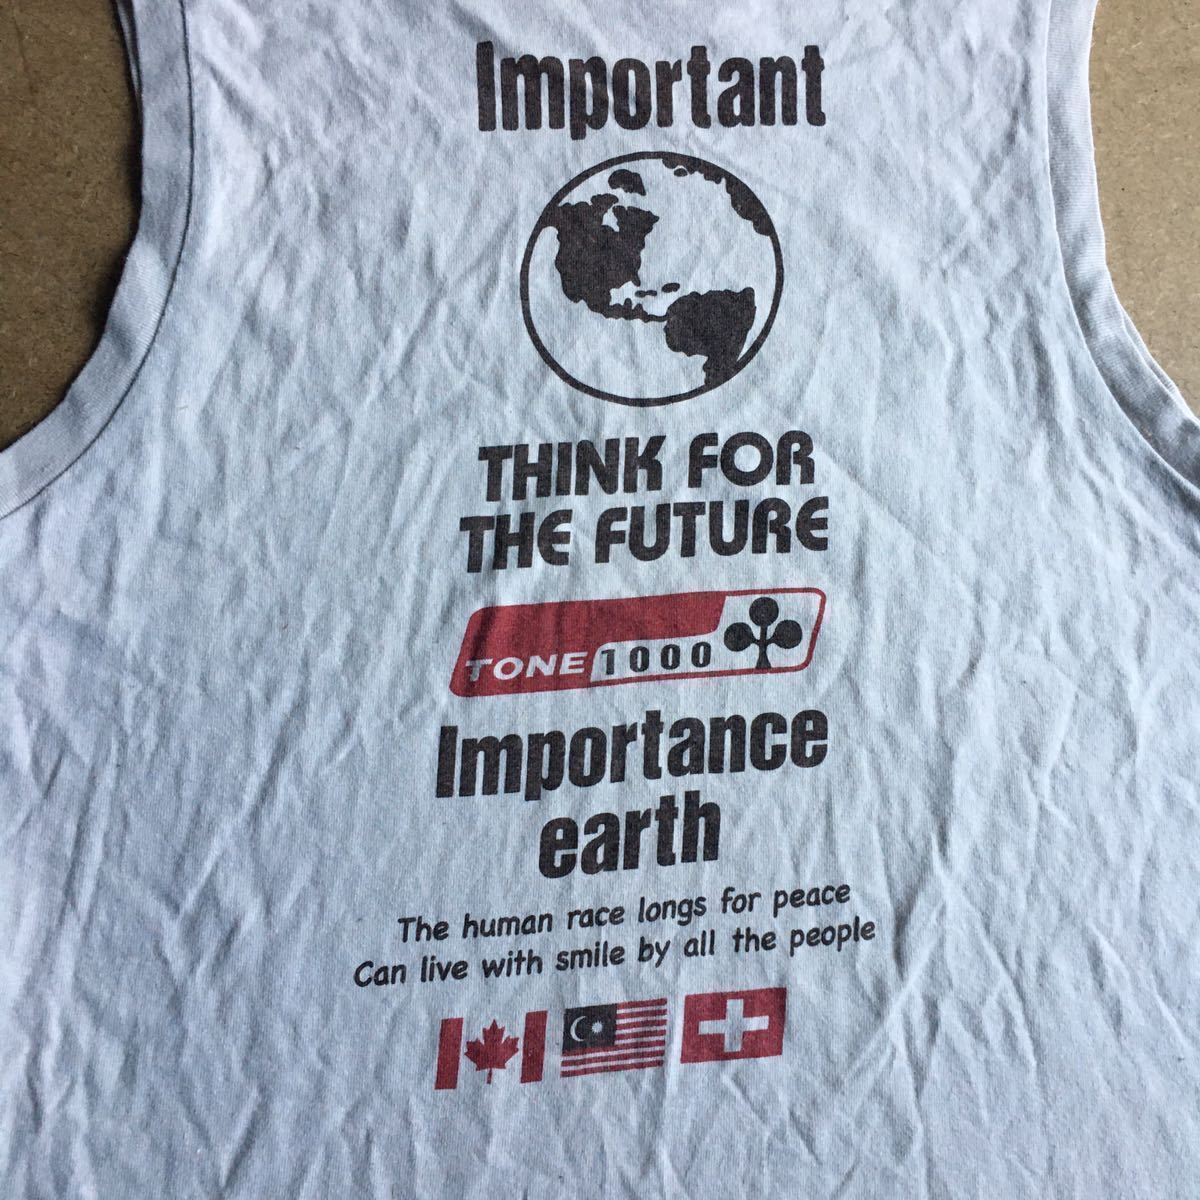 Important
THINK FOR
THE FUTURE
TONE 1000
Importance
earth
The human race longs for peace
Can live with smile by all the people